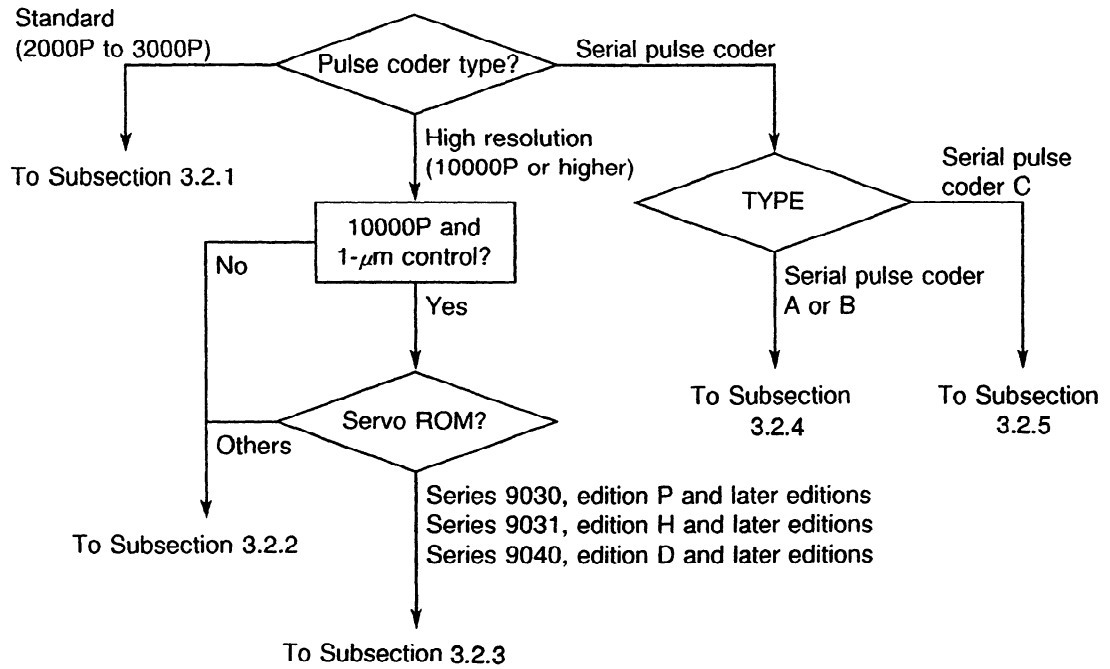 Standard
(2000P to 3000P)
Pulse coder type?
Serial pulse coder
To Subsection 3.2.1
High resolution
(10000P or higher)
TYPE
Serial pulse
coder C
10000P and
1-μm control?
No
Yes
Serial pulse coder
A or B
To Subsection
3.2.4
To Subsection
3.2.5
Servo ROM?
Others
To Subsection 3.2.2
Series 9030, edition P and later editions
Series 9031, edition H and later editions
Series 9040, edition D and later editions
To Subsection 3.2.3